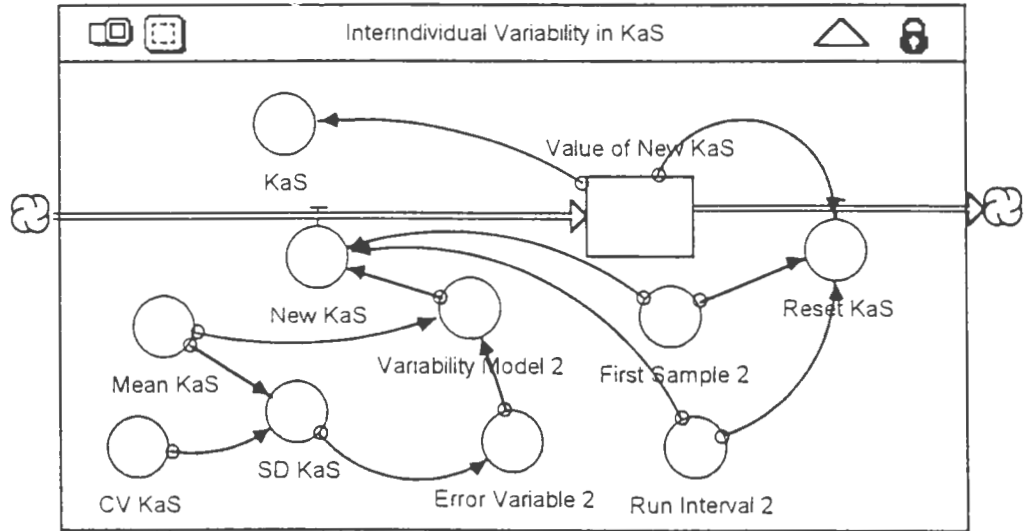 Interindividual Variability in KaS
Value of New KaS
KaS
New KaS
Reset KaS
Mean KaS
Variability Model 2
First Sample 2
SD KaS
CV KaS
Error Variable 2
Run Interval 2